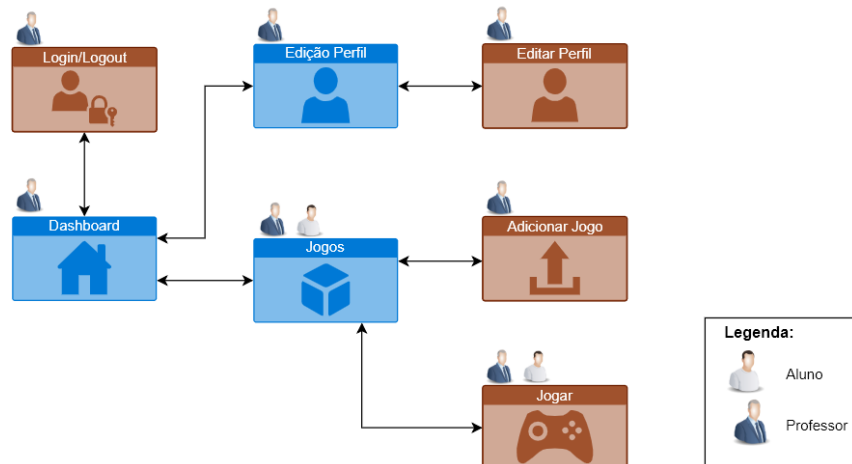 Login/Logout
Edição Perfil
Editar Perfil
Dashboard
Jogos
Adicionar Jogo
Jogar
Legenda:
Aluno
Professor